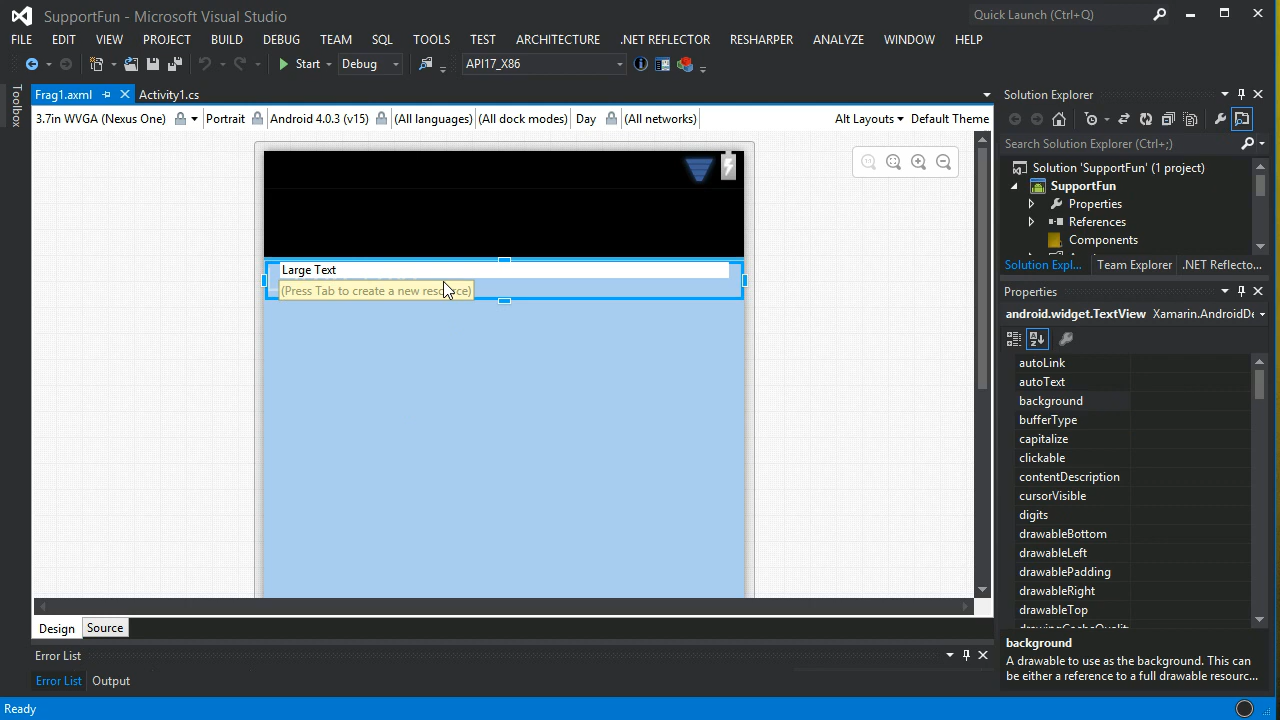 SupportFun - Microsoft Visual Studio
Quick Launch (Ctrl+Q)
FILE EDIT VIEW PROJECT BUILD DEBUG TEAM SQL TOOLS TEST ARCHITECTURE .NET REFLECTOR RESHARPER ANALYZE WINDOW HELP
Start Debug API17_X86
Toolbox
Frag1.axml Activity1.cs
3.7in WVGA (Nexus One) Portrait Android 4.0.3 (v15) (All languages) (All dock modes) Day (All networks) Alt Layouts Default Theme
Large Text
(Press Tab to create a new resource)
Design Source
Error List
Error List Output
Ready
Solution Explorer
Search Solution Explorer (Ctrl+;)
Solution 'SupportFun' (1 project)
SupportFun
Properties
References
Components
Solution Expl... Team Explorer .NET Reflecto...
Properties
android.widget.TextView Xamarin.AndroidDe
autoLink
autoText
background
bufferType
capitalize
clickable
contentDescription
cursorVisible
digits
drawableBottom
drawableLeft
drawablePadding
drawableRight
drawableTop
drawingCacheQualit
background
A drawable to use as the background. This can
be either a reference to a full drawable resourc...